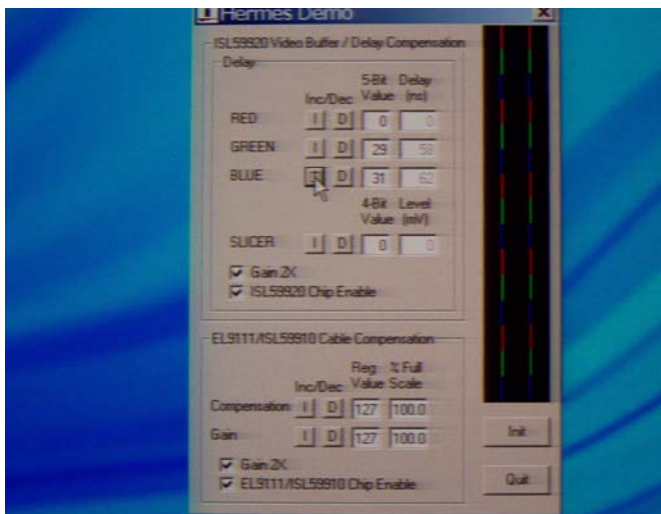 Hermes Demo
ISL59920 Video Buffer / Delay Compensation
Delay
5-Bit Delay
Inc/Dec Value (ns)
RED I D 0 0
GREEN I D 29 58
BLUE I D 31 62
4-Bit Level
Value (mV)
SLICER I D 0 0
Gain 2X
ISL59920 Chip Enable
EL9111/ISL59910 Cable Compensation
Reg % Full
Inc/Dec Value Scale
Compensation I D 127 100.0
Gain I D 127 100.0
Init
Gain 2X
EL9111/ISL59910 Chip Enable
Quit